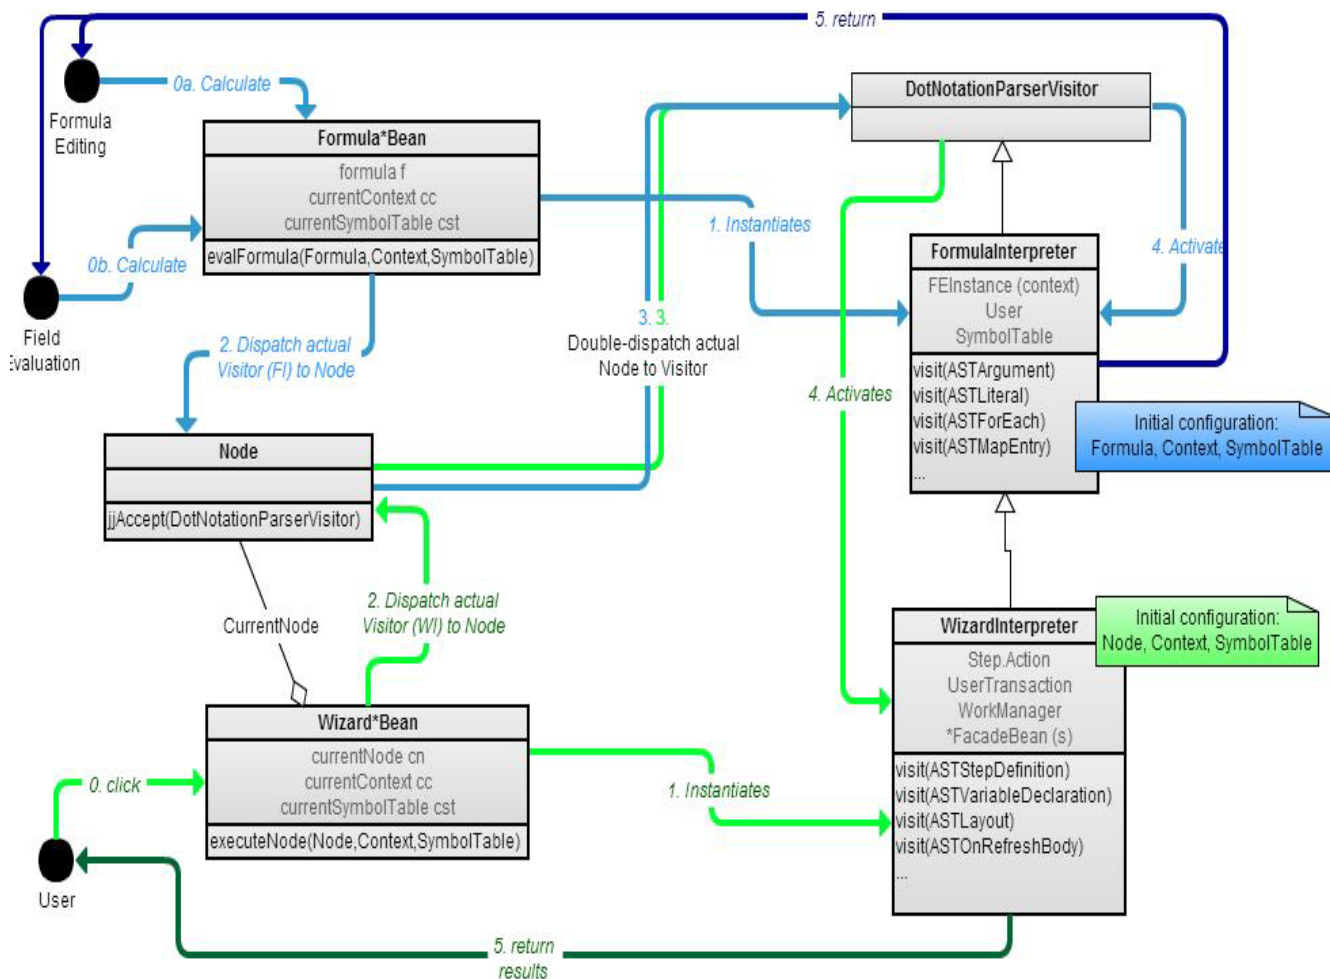 5. return
0a. Calculate
Formula
Editing
DotNotationParserVisitor
Formula*Bean
formula f
currentContext cc
currentSymbolTable cst
evalFormula(Formula,Context,SymbolTable)
0b. Calculate
1. Instantiates
4. Activate
FormulaInterpreter
FEInstance (context)
User
SymbolTable
visit(ASTArgument)
visit(ASTLiteral)
visit(ASTForEach)
visit(ASTMapEntry)
...
Field
Evaluation
2. Dispatch actual
Visitor (FI) to Node
3. 3.
Double-dispatch actual
Node to Visitor
4. Activates
Initial configuration:
Formula, Context, SymbolTable
Node
jjAccept(DotNotationParserVisitor)
2. Dispatch actual
Visitor (WI) to Node
CurrentNode
Initial configuration:
Node, Context, SymbolTable
WizardInterpreter
Step.Action
UserTransaction
WorkManager
*FacadeBean (s)
visit(ASTStepDefinition)
visit(ASTVariableDeclaration)
visit(ASTLayout)
visit(ASTOnRefreshBody)
...
Wizard*Bean
currentNode cn
currentContext cc
currentSymbolTable cst
executeNode(Node,Context,SymbolTable)
0. click
1. Instantiates
User
5. return
results